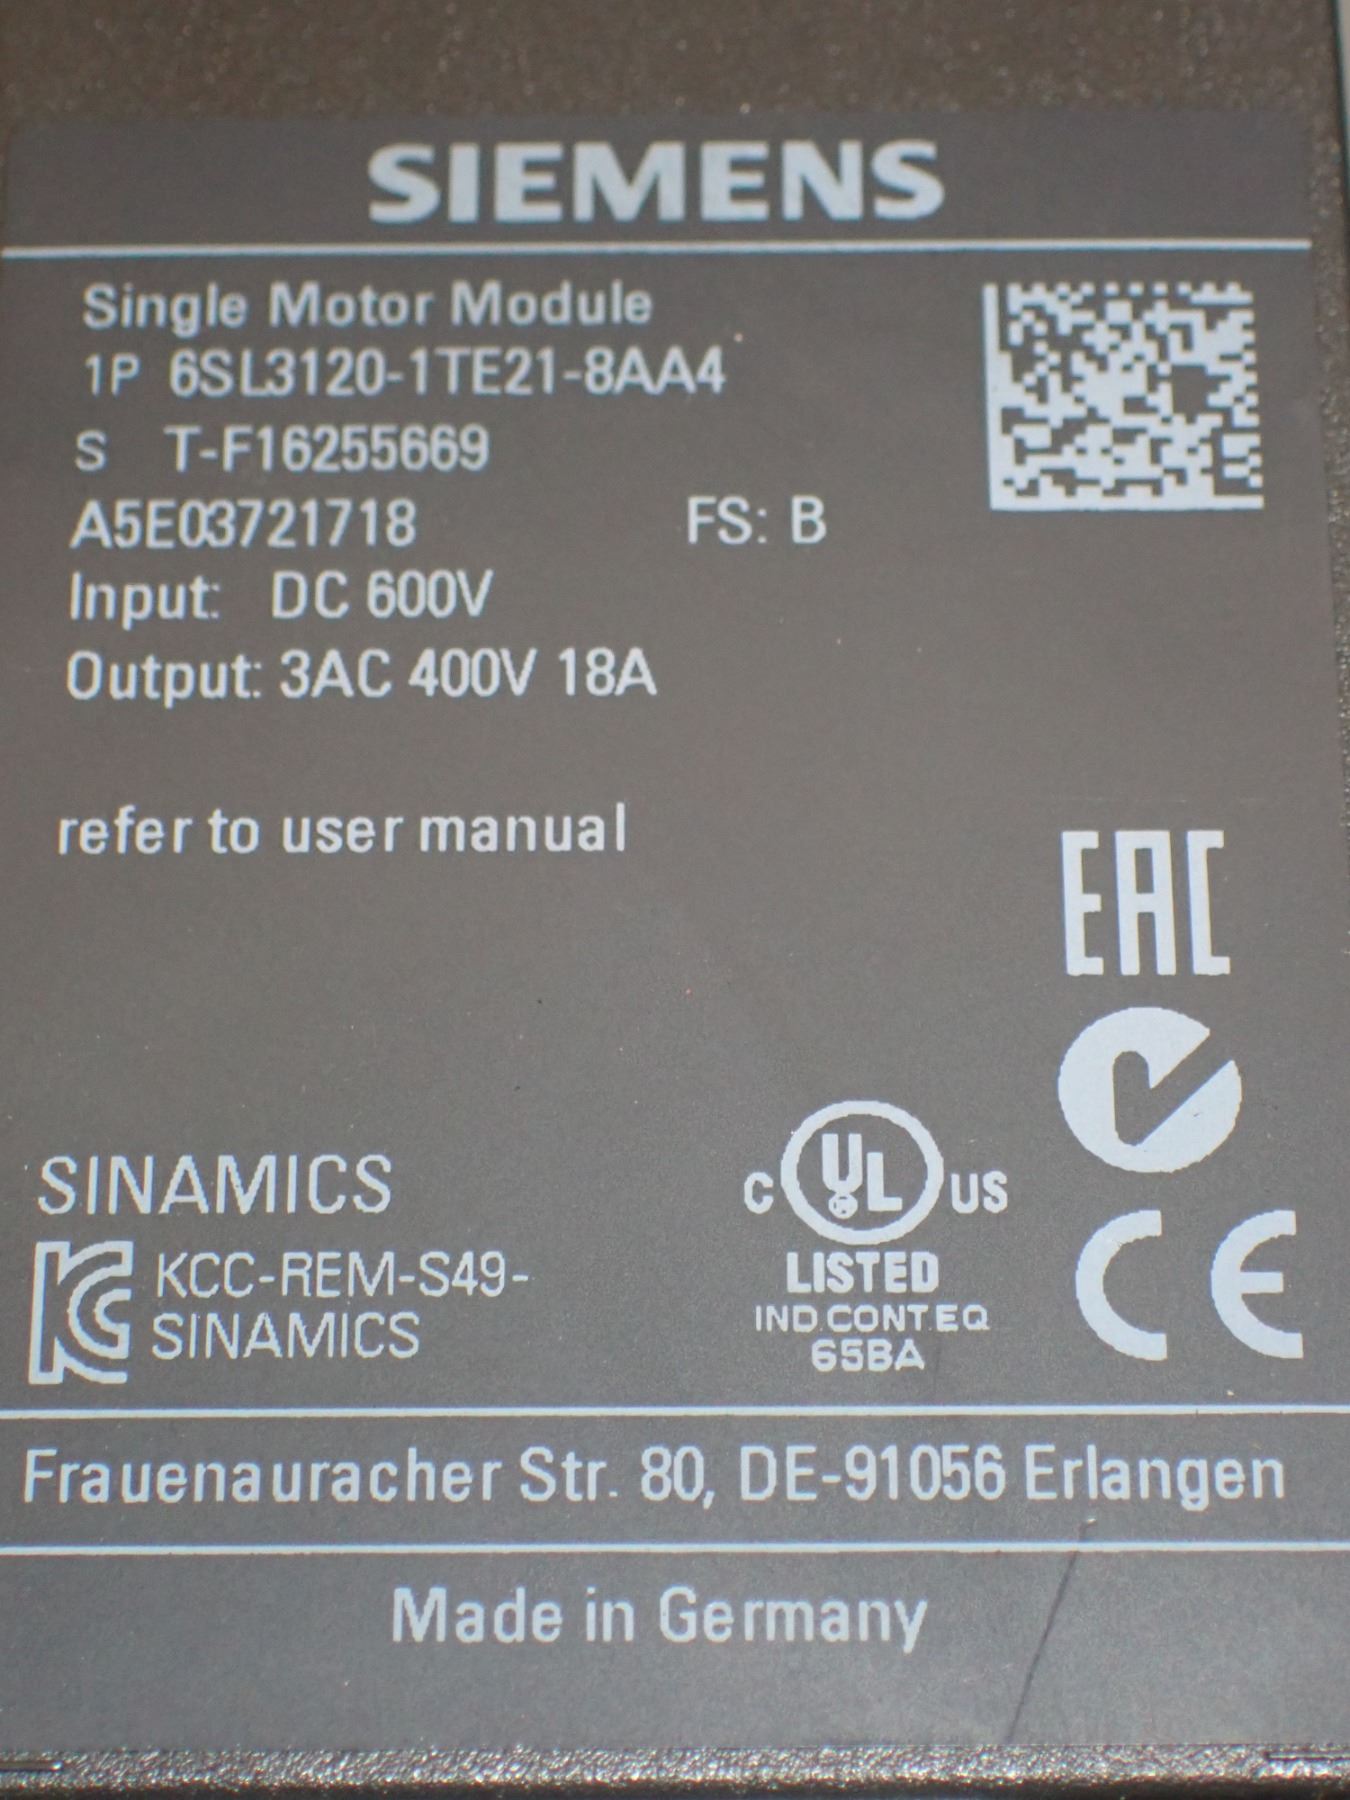 SIEMENS
Single Motor Module
1P 6SL3120-1TE21-8AA4
S T-F16255669
A5E03721718 FS: B
Input: DC 600V
Output: 3AC 400V 18A
refer to user manual
EAC
SINAMICS
C UL US
LISTED
IND.CONT.EQ
65BA
KCC-REM-S49-
SINAMICS
CE
Frauenauracher Str. 80, DE-91056 Erlangen
Made in Germany